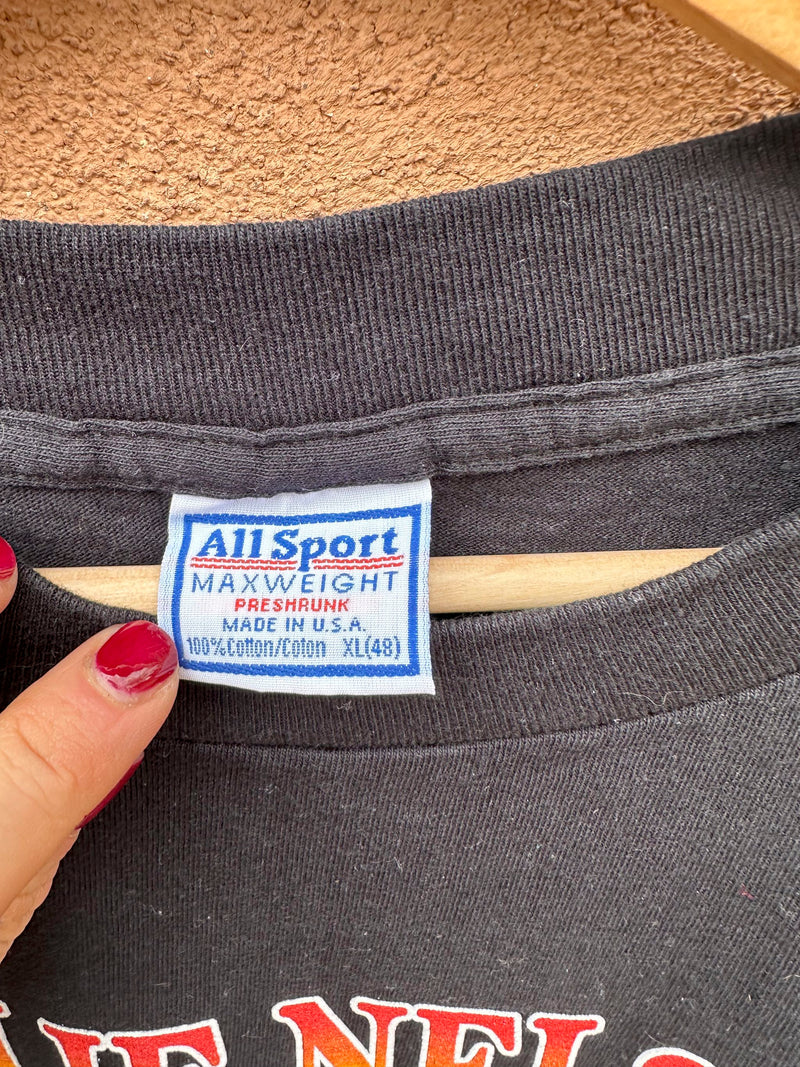 All Sport
MAXWEIGHT
PRESHRUNK
MADE IN U.S.A.
100% Cotton/Coton XL(48)